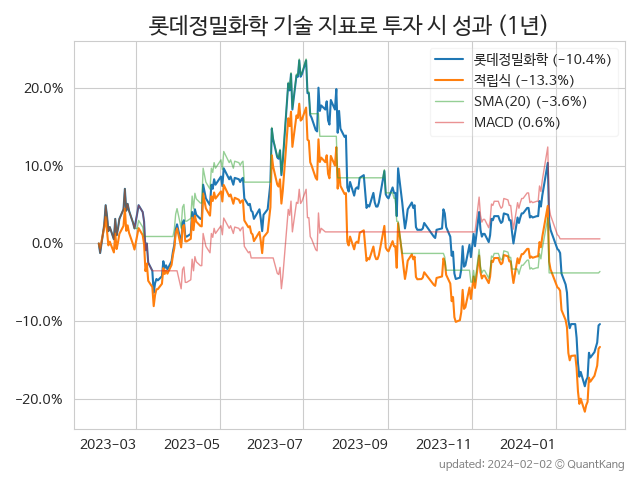 롯데정밀화학 기술 지표로 투자 시 성과 (1년)
롯데정밀화학 (−10.4%)
적립식 (−13.3%)
SMA(20) (−3.6%)
MACD (0.6%)
20.0%
10.0%
0.0%
−10.0%
−20.0%
2023-03 2023-05 2023-07 2023-09 2023-11 2024-01
updated: 2024-02-02 © QuantKang